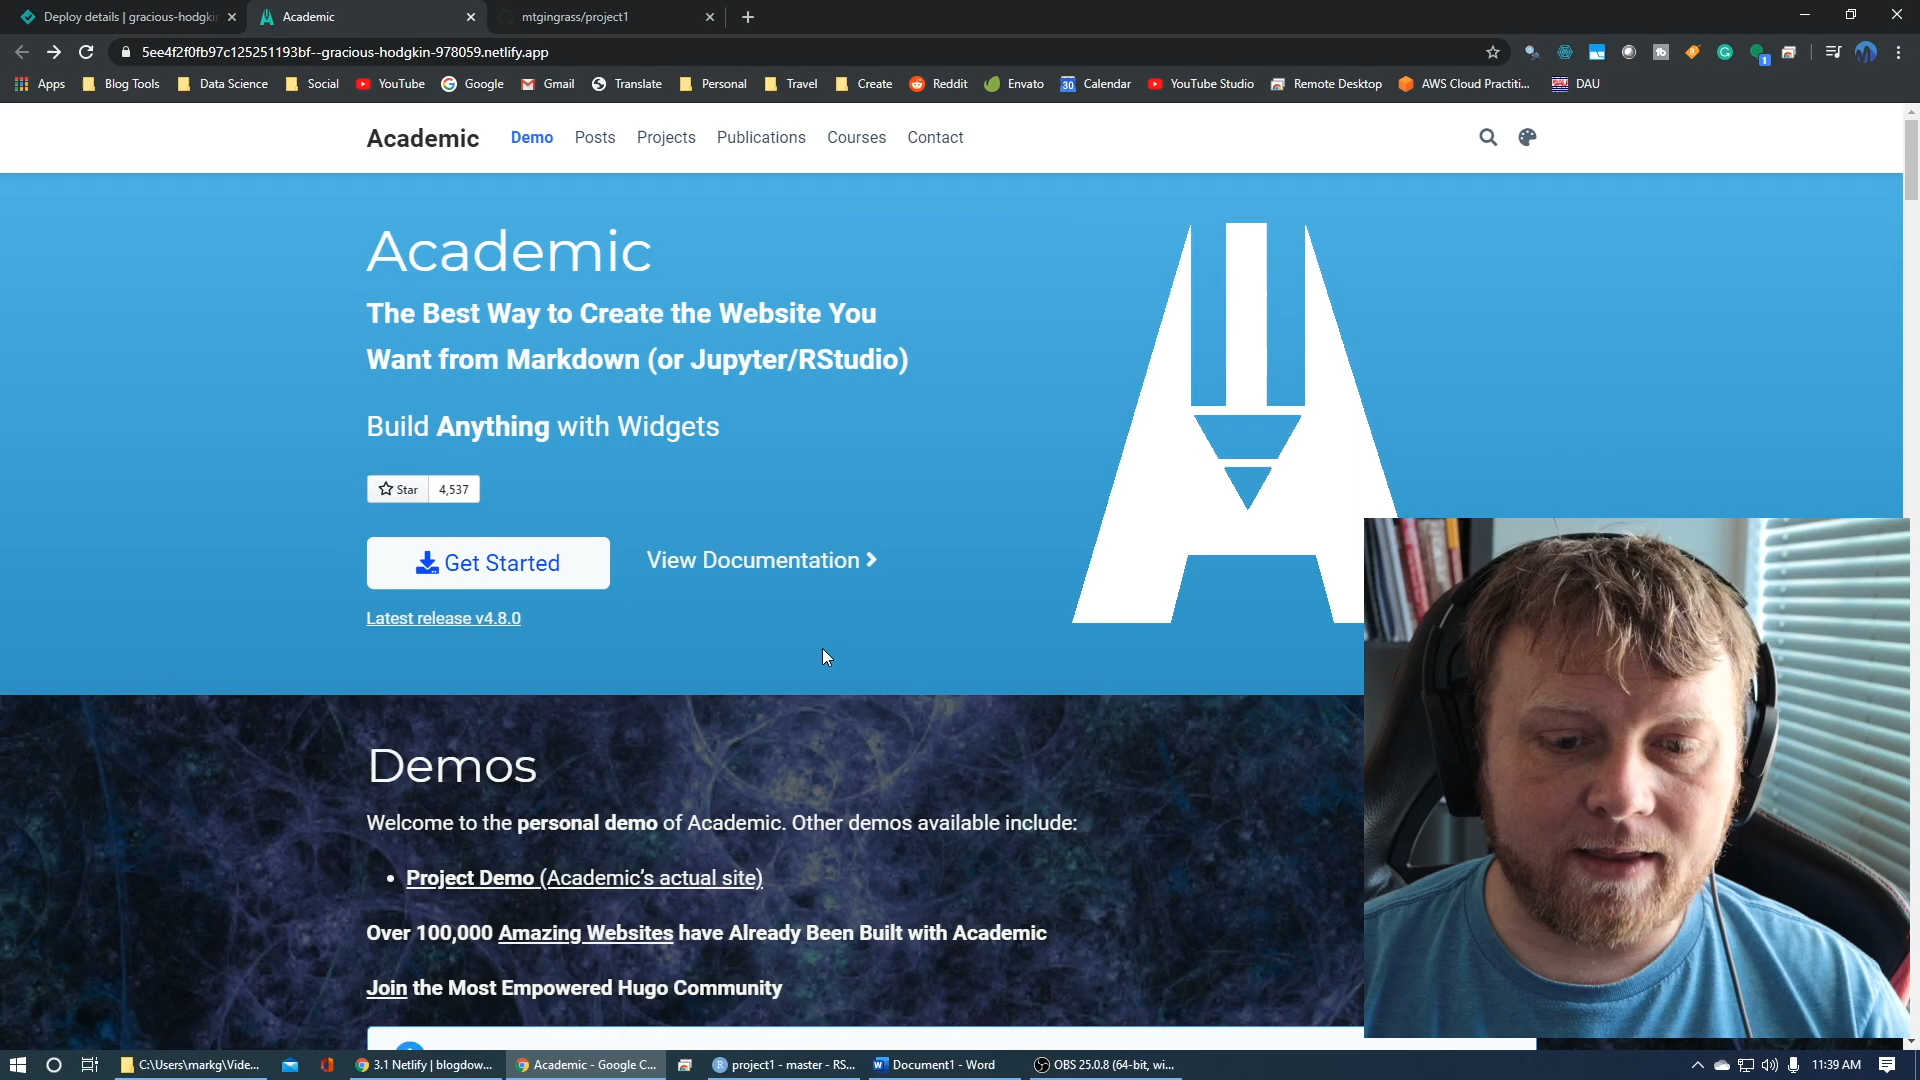 Deploy details | gracious-hodgkin
Academic
mtgingrass/project1
5ee4f2f0fb97c125251193bf--gracious-hodgkin-978059.netlify.app
Apps
Blog Tools
Data Science
Social
YouTube
Google
Gmail
Translate
Personal
Travel
Create
Reddit
Envato
30
Calendar
YouTube Studio
Remote Desktop
AWS Cloud Practiti...
DAU
Academic
Demo
Posts
Projects
Publications
Courses
Contact
Academic
The Best Way to Create the Website You
Want from Markdown (or Jupyter/RStudio)
Build Anything with Widgets
Star
4,537
Get Started
View Documentation
Latest release v4.8.0
Demos
Welcome to the personal demo of Academic. Other demos available include:
Project Demo (Academic's actual site)
Over 100,000 Amazing Websites have Already Been Built with Academic
Join the Most Empowered Hugo Community
C:\Users\markg\Vide...
3.1 Netlify | blogdow...
Academic - Google C...
project1 - master - RS...
Document1 - Word
OBS 25.0.8 (64-bit, wi...
11:39 AM